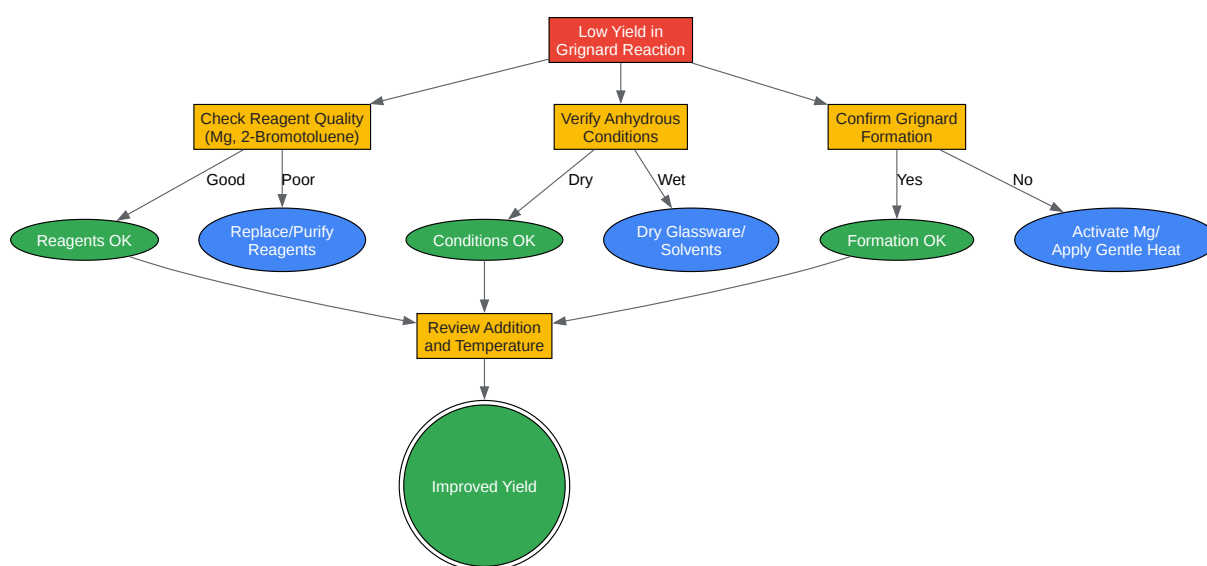 Low Yield in
Grignard Reaction
Check Reagent Quality
(Mg, 2-Bromotoluene)
Verify Anhydrous
Conditions
Confirm Grignard
Formation
Good
Poor
Dry
Wet
Yes
No
Reagents OK
Replace/Purify
Reagents
Conditions OK
Dry Glassware/
Solvents
Formation OK
Activate Mg/
Apply Gentle Heat
Review Addition
and Temperature
Improved Yield